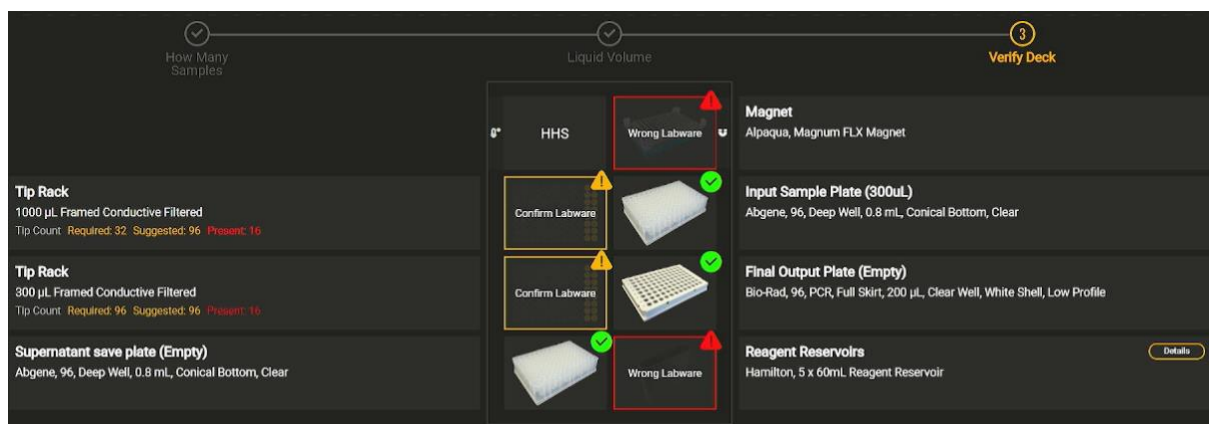 How Many
Samples
Liquid Volume
3
Verify Deck
HHS
Wrong Labware
Magnet
Alpaqua, Magnum FLX Magnet
Tip Rack
1000 µL Framed Conductive Filtered
Tip Count Required: 32 Suggested: 96 Present: 16
Confirm Labware
Input Sample Plate (300uL)
Abgene, 96, Deep Well, 0.8 mL, Conical Bottom, Clear
Tip Rack
300 µL Framed Conductive Filtered
Tip Count Required: 96 Suggested: 96 Present: 16
Confirm Labware
Final Output Plate (Empty)
Bio-Rad, 96, PCR, Full Skirt, 200 µL, Clear Well, White Shell, Low Profile
Supernatant save plate (Empty)
Abgene, 96, Deep Well, 0.8 mL, Conical Bottom, Clear
Wrong Labware
Reagent Reservoirs
Hamilton, 5 x 60mL Reagent Reservoir
Details